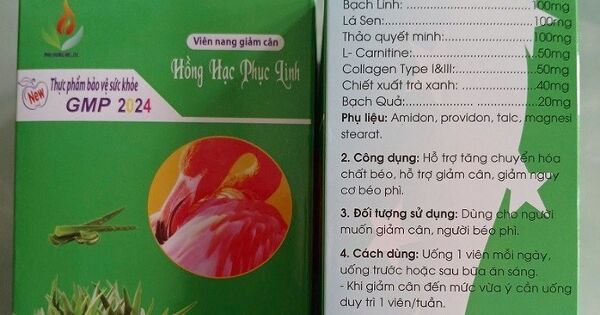 Viên nang giảm cân
Hồng Hạc Phục Linh
New
Thực phẩm bảo vệ sức khỏe
GMP 2024
Bạch Linh: 100mg
Lá Sen: 100mg
Thảo quyết minh: 100mg
L- Carnitine: 50mg
Collagen Type I&III: 50mg
Chiết xuất trà xanh: 40mg
Bạch Quả: 20mg
Phụ liệu: Amidon, providon, talc, magnesi
stearat.
2. Công dụng: Hỗ trợ tăng chuyển hóa
chất béo, hỗ trợ giảm cân, giảm nguy
cơ béo phì.
3. Đối tượng sử dụng: Dùng cho người
muốn giảm cân, người béo phì.
4. Cách dùng: Uống 1 viên mỗi ngày,
uống trước hoặc sau bữa ăn sáng.
- Khi giảm cân đến mức vừa ý cần uống
duy trì 1 viên/tuần.